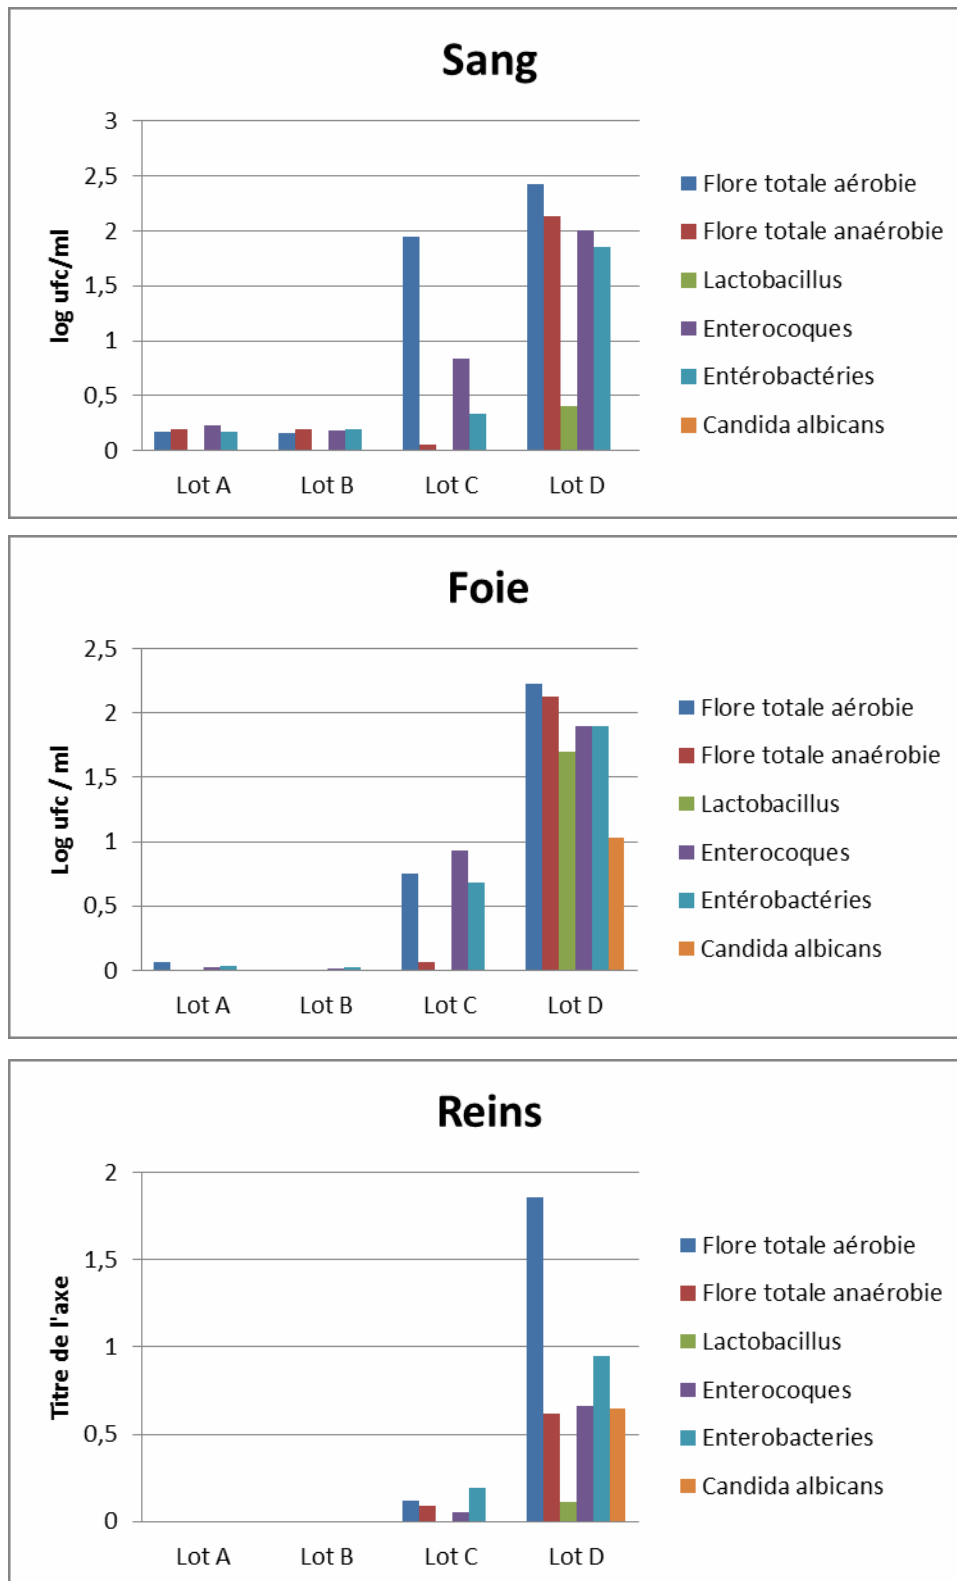 Sang
3
2,5
2
1,5
1
0,5
0
log ufc/ml
Lot A
Lot B
Lot C
Lot D
Flore totale aérobie
Flore totale anaérobie
Lactobacillus
Enterocoques
Entérobactéries
Candida albicans
Foie
2,5
2
1,5
1
0,5
0
Log ufc / ml
Lot A
Lot B
Lot C
Lot D
Flore totale aérobie
Flore totale anaérobie
Lactobacillus
Enterocoques
Entérobactéries
Candida albicans
Reins
2
1,5
1
0,5
0
Titre de l'axe
Lot A
Lot B
Lot C
Lot D
Flore totale aérobie
Flore totale anaérobie
Lactobacillus
Enterocoques
Enterobacteries
Candida albicans